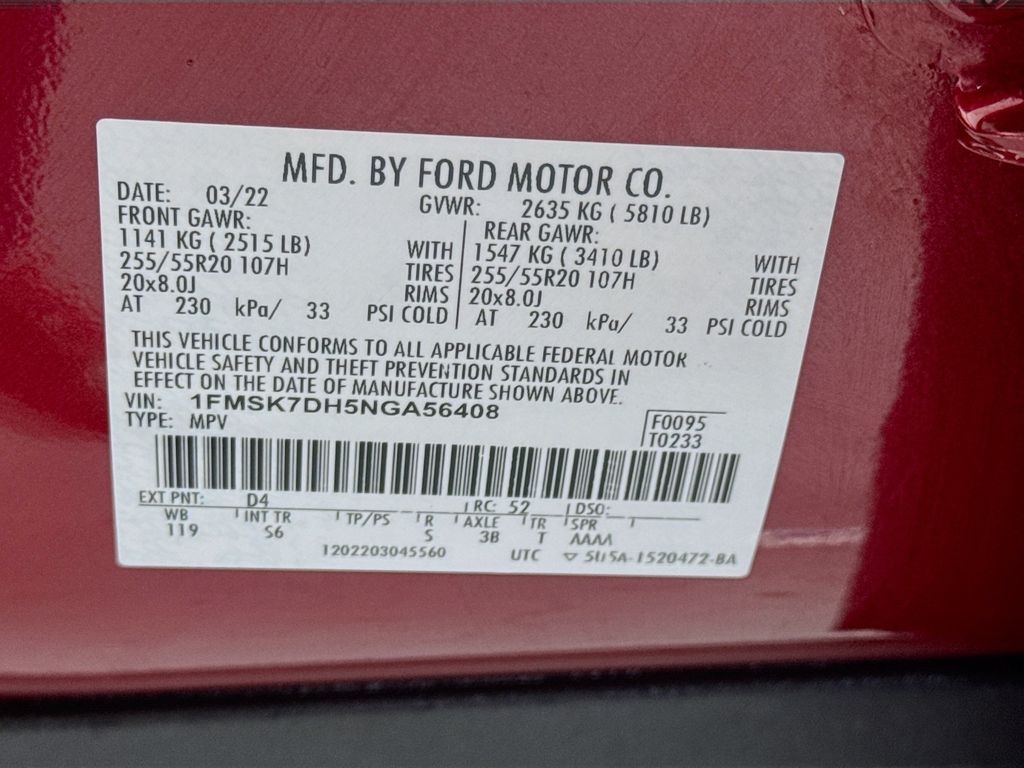 MFD. BY FORD MOTOR CO.
DATE: 03/22 GVWR: 2635 KG ( 5810 LB)
FRONT GAWR: REAR GAWR:
1141 KG ( 2515 LB) WITH 1547 KG ( 3410 LB) WITH
255/55R20 107H TIRES 255/55R20 107H TIRES
20x8.0J RIMS 20x8.0J RIMS
AT 230 kPa/ 33 PSI COLD AT 230 kPa/ 33 PSI COLD
THIS VEHICLE CONFORMS TO ALL APPLICABLE FEDERAL MOTOR
VEHICLE SAFETY AND THEFT PREVENTION STANDARDS IN
EFFECT ON THE DATE OF MANUFACTURE SHOWN ABOVE.
VIN: 1FMSK7DH5NGA56408
TYPE: MPV
F0095
T0233
EXT PNT: D4 RC: 52 DSO:
WB INT TR TP/PS R AXLE TR SPR
119 S6 S 3B T AAAA
1202203045560 UTC